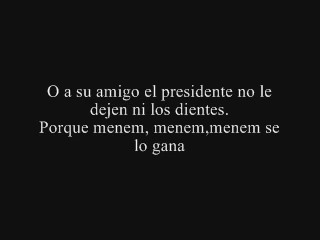 O a su amigo el presidente no le
dejen ni los dientes.
Porque menem, menem,menem se
lo gana